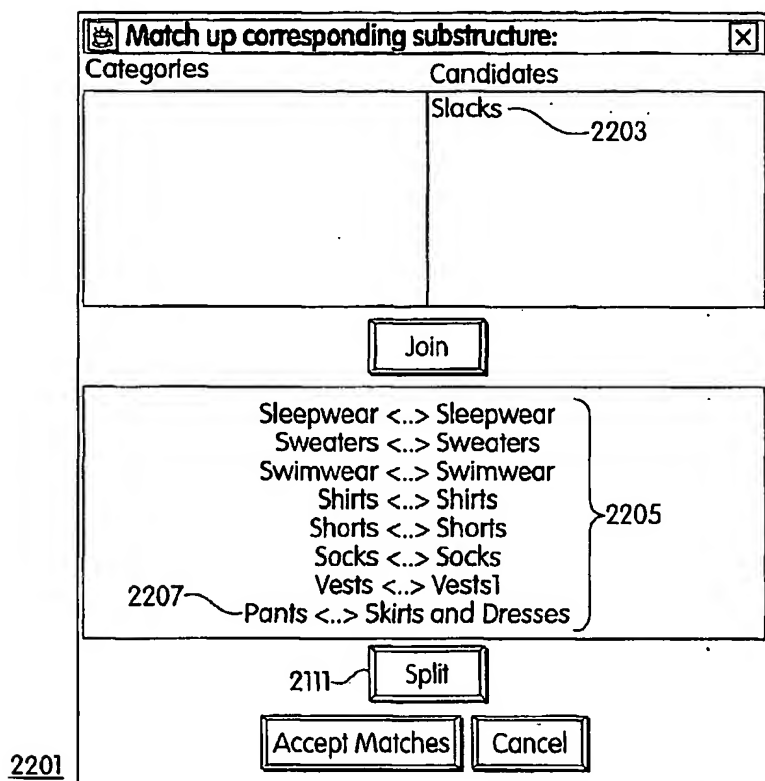 Match up corresponding substructure:
Categories Candidates
Slacks 2203
Join
Sleepwear <..> Sleepwear
Sweaters <..> Sweaters
Swimwear <..> Swimwear
Shirts <..> Shirts
Shorts <..> Shorts 2205
Socks <..> Socks
Vests <..> Vests1
2207 Pants <..> Skirts and Dresses
2111 Split
Accept Matches Cancel
2201